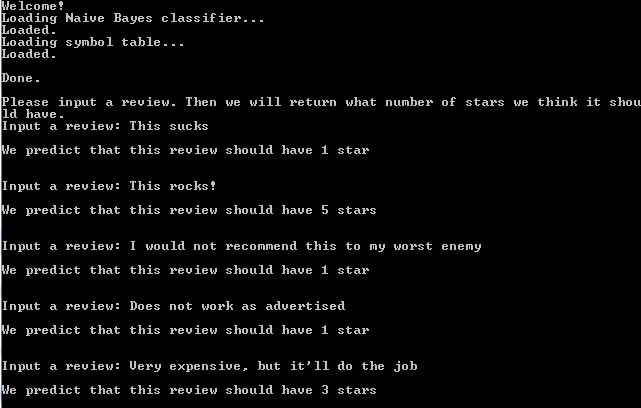 Welcome!
Loading Naive Bayes classifier...
Loaded.
Loading symbol table...
Loaded.
Done.
Please input a review. Then we will return what number of stars we think it shou
ld have.
Input a review: This sucks
We predict that this review should have 1 star
Input a review: This rocks!
We predict that this review should have 5 stars
Input a review: I would not recommend this to my worst enemy
We predict that this review should have 1 star
Input a review: Does not work as advertised
We predict that this review should have 1 star
Input a review: Very expensive, but it'll do the job
We predict that this review should have 3 stars